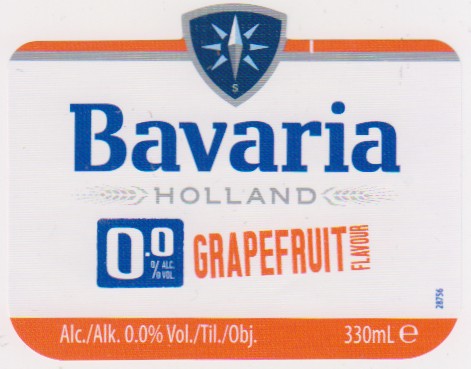 S
Bavaria
HOLLAND
0.0 % ALC. % VOL. GRAPEFRUIT FLAVOUR
28756
Alc./Alk. 0.0% Vol./Til./Obj. 330mL e